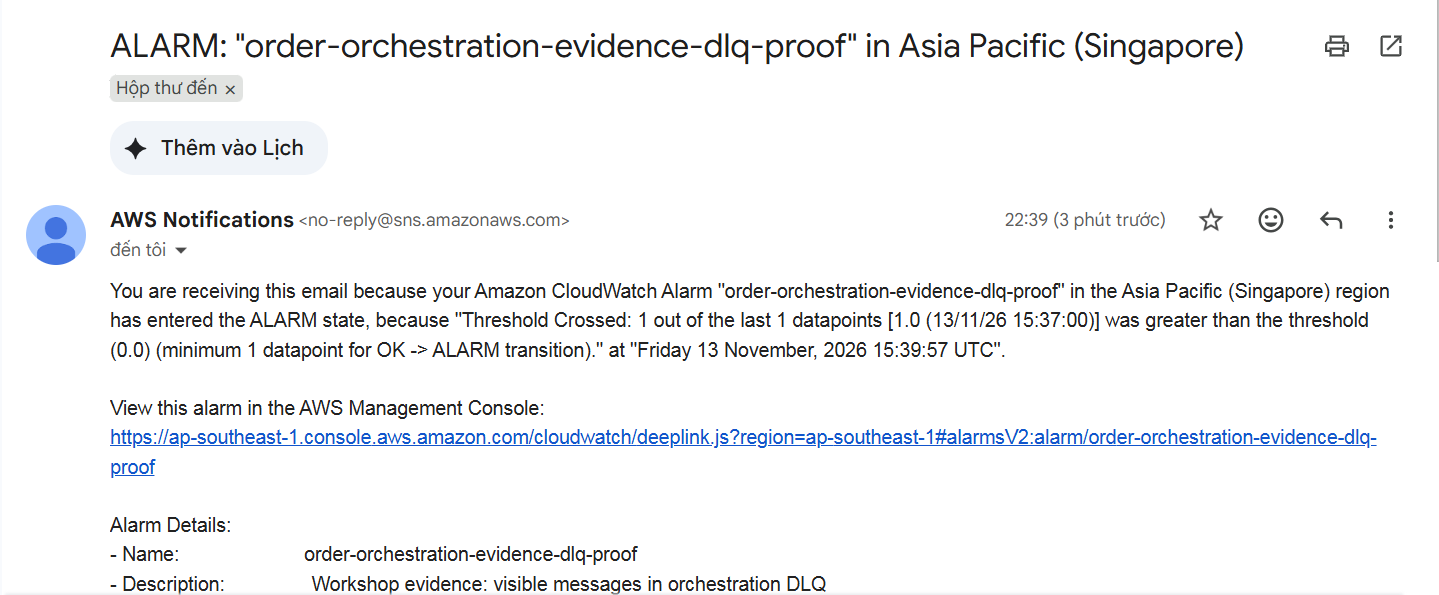 ALARM: "order-orchestration-evidence-dlq-proof" in Asia Pacific (Singapore)
Hộp thư đến ×
Thêm vào Lịch
AWS Notifications <no-reply@sns.amazonaws.com>
22:39 (3 phút trước)
đến tôi
You are receiving this email because your Amazon CloudWatch Alarm "order-orchestration-evidence-dlq-proof" in the Asia Pacific (Singapore) region
has entered the ALARM state, because "Threshold Crossed: 1 out of the last 1 datapoints [1.0 (13/11/26 15:37:00)] was greater than the threshold
(0.0) (minimum 1 datapoint for OK -> ALARM transition)." at "Friday 13 November, 2026 15:39:57 UTC".
View this alarm in the AWS Management Console:
https://ap-southeast-1.console.aws.amazon.com/cloudwatch/deeplink.js?region=ap-southeast-1#alarmsV2:alarm/order-orchestration-evidence-dlq-
proof
Alarm Details:
- Name: order-orchestration-evidence-dlq-proof
- Description: Workshop evidence: visible messages in orchestration DLQ